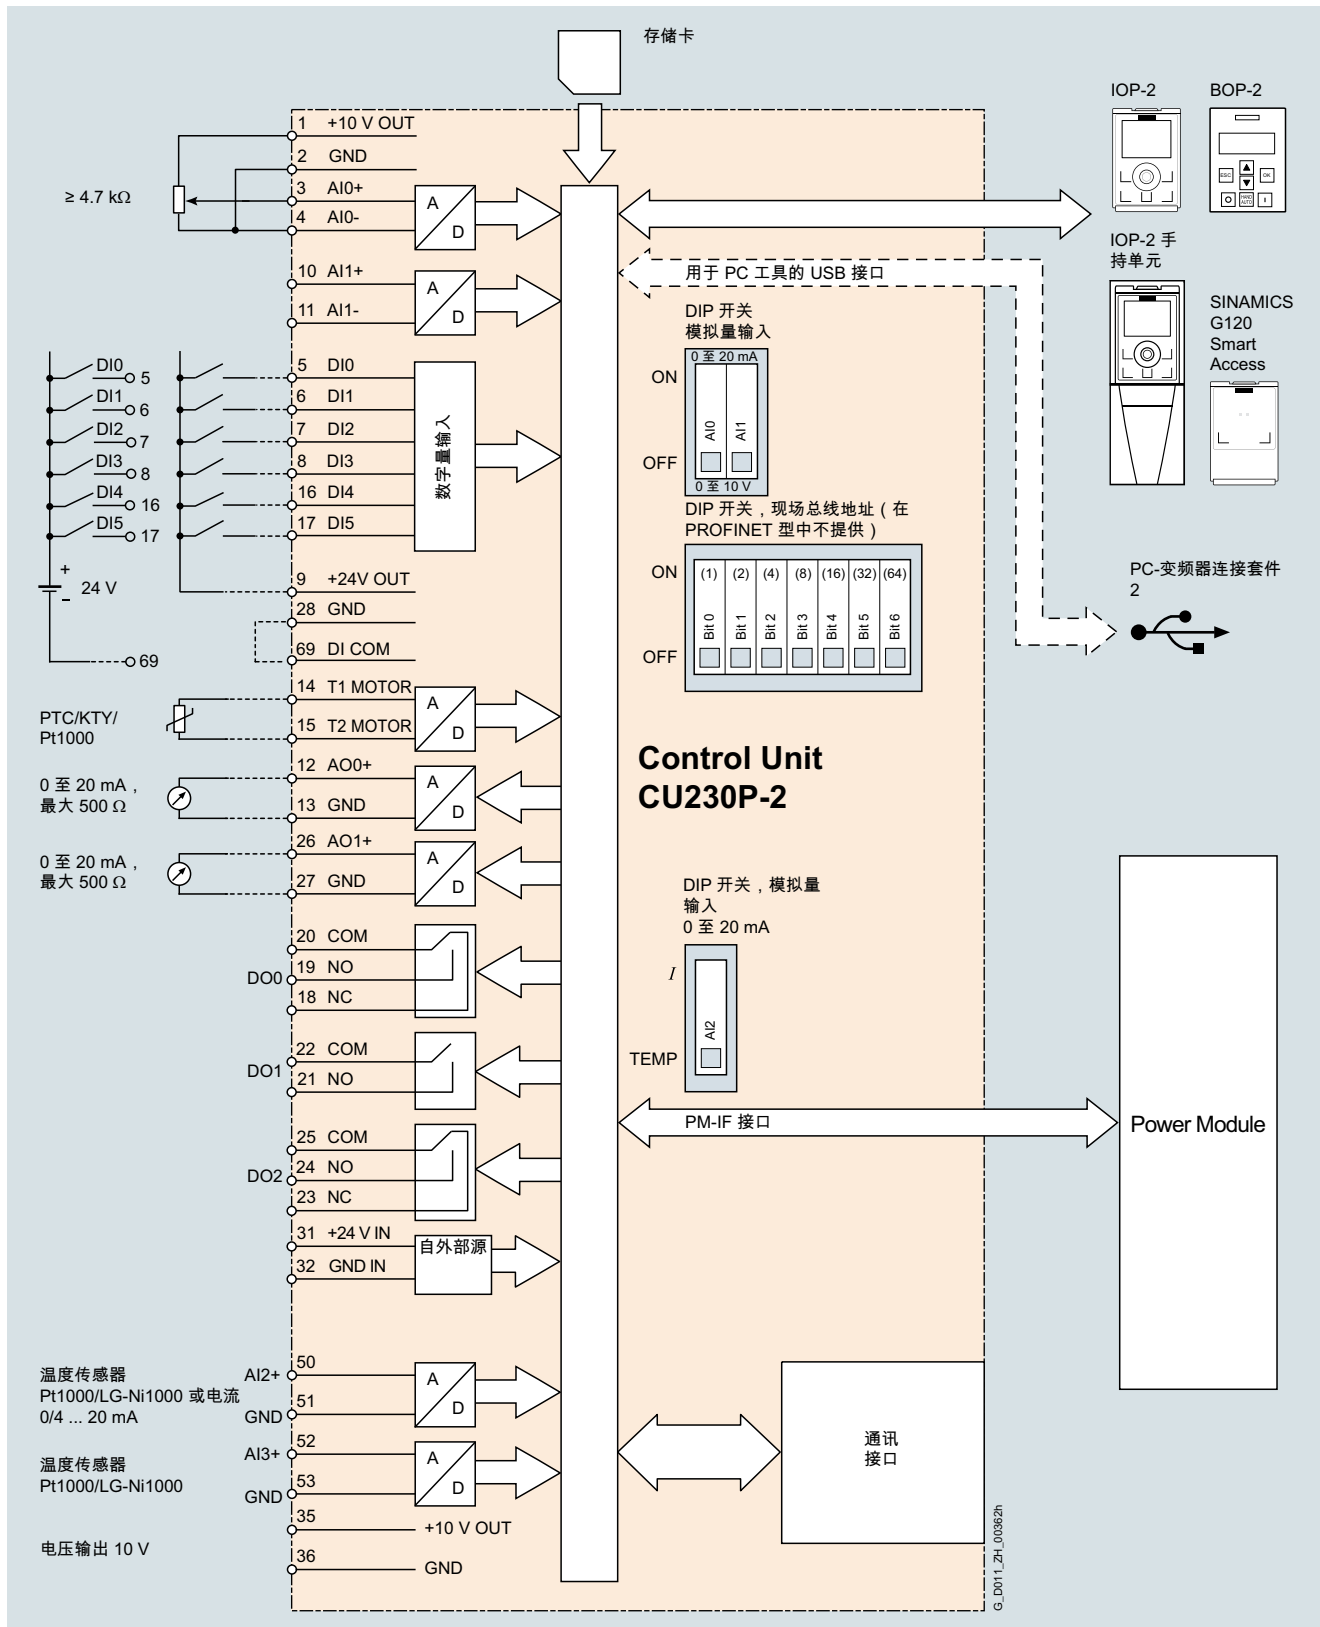 存储卡
IOP-2
BOP-2
1 +10 V OUT
2 GND
3 AI0+
4 AI0-
≥ 4.7 kΩ
A
D
ESC
OK
HAND
AUTO
IOP-2 手
持单元
10 AI1+
11 AI1-
A
D
用于 PC 工具的 USB 接口
SINAMICS
G120
Smart
Access
DIP 开关
模拟量输入
0 至 20 mA
ON
AI0
AI1
OFF
0 至 10 V
DI0 5
DI1 6
DI2 7
DI3 8
DI4 16
DI5 17
+
24 V
−
69
5 DI0
6 DI1
7 DI2
8 DI3
16 DI4
17 DI5
数字量输入
9 +24V OUT
28 GND
69 DI COM
DIP 开关，现场总线地址（在
PROFINET 型中不提供）
ON
(1) (2) (4) (8) (16) (32) (64)
Bit 0 Bit 1 Bit 2 Bit 3 Bit 4 Bit 5 Bit 6
OFF
PC-变频器连接套件
2
PTC/KTY/
Pt1000
14 T1 MOTOR
15 T2 MOTOR
A
D
Control Unit
CU230P-2
0 至 20 mA，
最大 500 Ω
12 AO0+
13 GND
A
D
0 至 20 mA，
最大 500 Ω
26 AO1+
27 GND
A
D
DIP 开关，模拟量
输入
0 至 20 mA
I
AI2
TEMP
DO0
20 COM
19 NO
18 NC
DO1
22 COM
21 NO
DO2
25 COM
24 NO
23 NC
PM-IF 接口
Power Module
31 +24 V IN
32 GND IN
自外部源
温度传感器
Pt1000/LG-Ni1000 或电流
0/4 ... 20 mA
AI2+ 50
GND 51
A
D
温度传感器
Pt1000/LG-Ni1000
AI3+ 52
GND 53
A
D
通讯
接口
电压输出 10 V
35 +10 V OUT
36 GND
G_D011_ZH_00362h